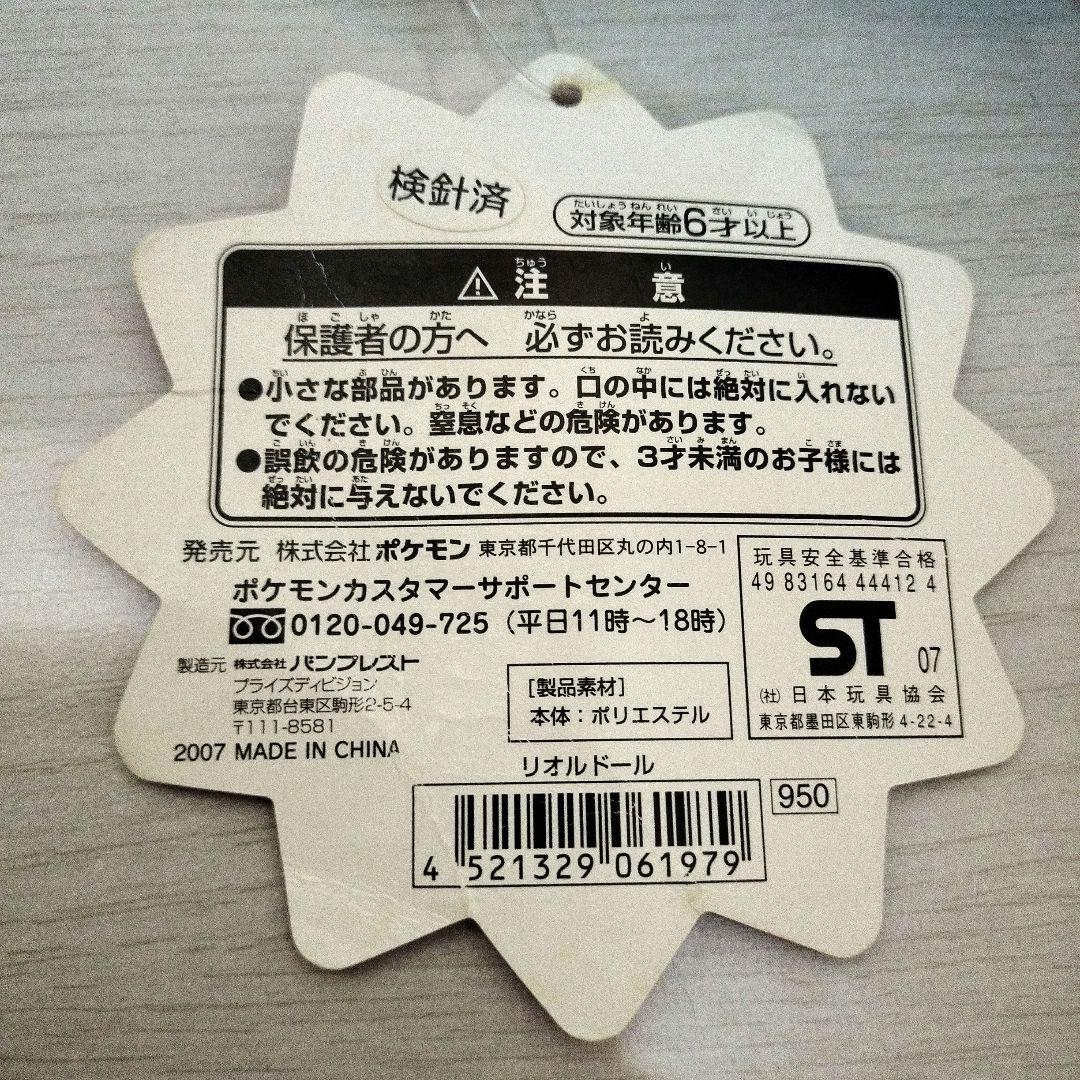 検針済
対象年齢6才以上
たいしょうねんれい さい いじょう
⚠注意
ちゅう い
保護者の方へ 必ずお読みください。
ほ ご しゃ かた かなら よ
●小さな部品があります。口の中には絶対に入れない
ちい ぶ ひん くち なか ぜっ たい い
でください。窒息などの危険があります。
ちっ そく き けん
●誤飲の危険がありますので、3才未満のお子様には
ご いん き けん さい み まん こ さま
絶対に与えないでください。
ぜっ たい あた
発売元 株式会社 ポケモン 東京都千代田区丸の内1-8-1
ポケモンカスタマーサポートセンター
0120-049-725(平日11時〜18時)
製造元 株式会社 バンプレスト
プライズディビジョン
東京都台東区駒形2-5-4
〒111-8581
2007 MADE IN CHINA
[製品素材]
本体:ポリエステル
玩具安全基準合格
49 83164 44412 4
ST 07
(社)日本玩具協会
東京都墨田区東駒形4-22-4
リオルドール
950
4 521329 061979